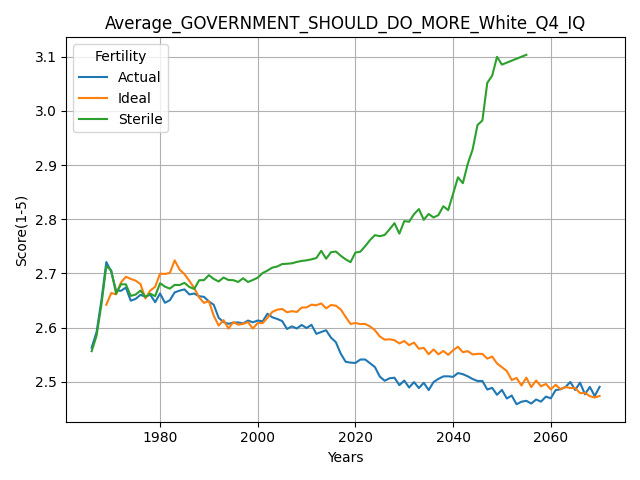 Average_GOVERNMENT_SHOULD_DO_MORE_White_Q4_IQ
Fertility
Actual
Ideal
Sterile
Score(1-5)
3.1
3.0
2.9
2.8
2.7
2.6
2.5
1980
2000
2020
2040
2060
Years